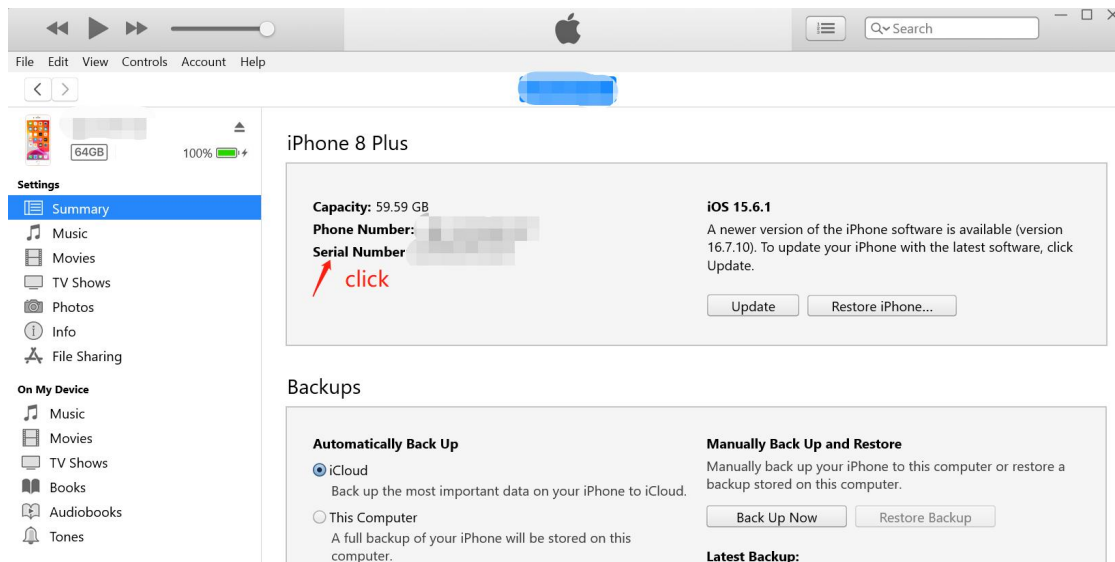 Search
File Edit View Controls Account Help
64GB
100%
Settings
Summary
Music
Movies
TV Shows
Photos
Info
File Sharing
On My Device
Music
Movies
TV Shows
Books
Audiobooks
Tones
iPhone 8 Plus
Capacity: 59.59 GB
Phone Number:
Serial Number
click
iOS 15.6.1
A newer version of the iPhone software is available (version
16.7.10). To update your iPhone with the latest software, click
Update.
Update Restore iPhone...
Backups
Automatically Back Up
iCloud
Back up the most important data on your iPhone to iCloud.
This Computer
A full backup of your iPhone will be stored on this
computer.
Manually Back Up and Restore
Manually back up your iPhone to this computer or restore a
backup stored on this computer.
Back Up Now Restore Backup
Latest Backup: